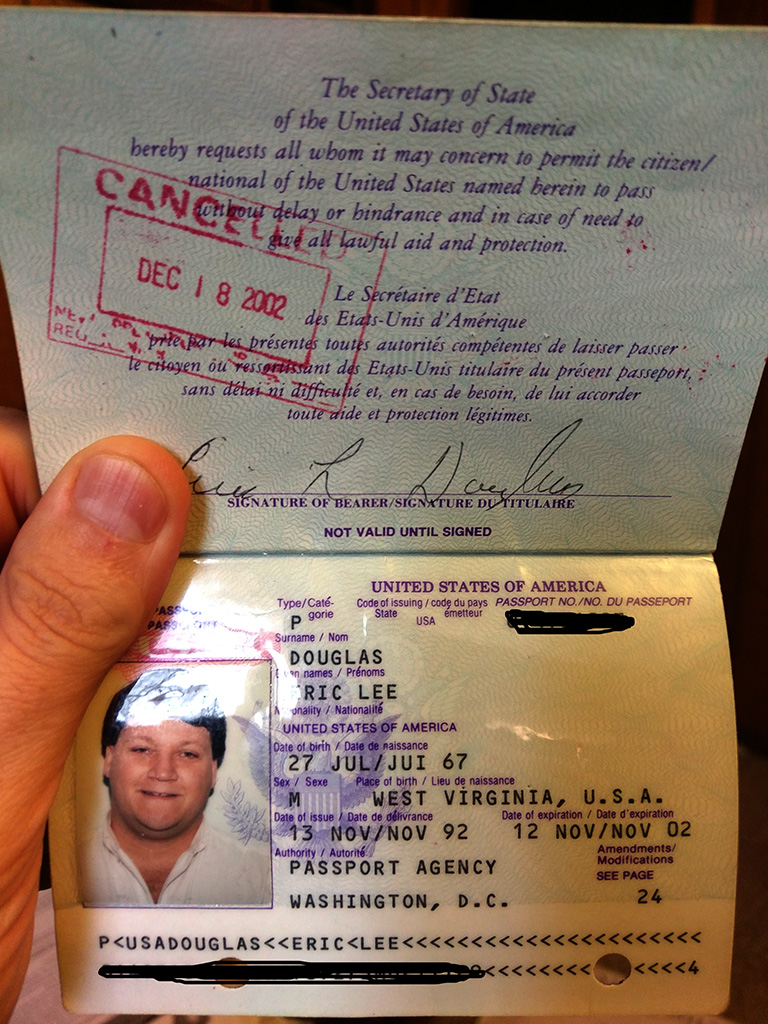 The Secretary of State
of the United States of America
hereby requests all whom it may concern to permit the citizen/
national of the United States named herein to pass
without delay or hindrance and in case of need to
give all lawful aid and protection.
CANCELLED
DEC 18 2002
Le Secrétaire d'Etat
des Etats-Unis d'Amérique
prie par les présentes toutes autorités compétentes de laisser passer
le citoyen ou ressortissant des Etats-Unis titulaire du présent passeport,
sans délai ni difficulté et, en cas de besoin, de lui accorder
toute aide et protection légitimes.
Eric L Douglas
SIGNATURE OF BEARER/SIGNATURE DU TITULAIRE
NOT VALID UNTIL SIGNED
UNITED STATES OF AMERICA
Type/Caté-gorie Code of issuing / code du pays PASSPORT NO./NO. DU PASSEPORT
P State USA émetteur
Surname / Nom
DOUGLAS
names / Prénoms
ERIC LEE
Nationality / Nationalité
UNITED STATES OF AMERICA
Date of birth / Date de naissance
27 JUL/JUI 67
Sex / Sexe Place of birth / Lieu de naissance
M WEST VIRGINIA, U.S.A.
Date of issue / Date de délivrance Date of expiration / Date d'expiration
13 NOV/NOV 92 12 NOV/NOV 02
Authority / Autorité Amendments/
Modifications
PASSPORT AGENCY SEE PAGE
WASHINGTON, D.C. 24
P<USADOUGLAS<<ERIC<LEE<<<<<<<<<<<<<<<<<<<<<<
<<<<<<< <<<<4